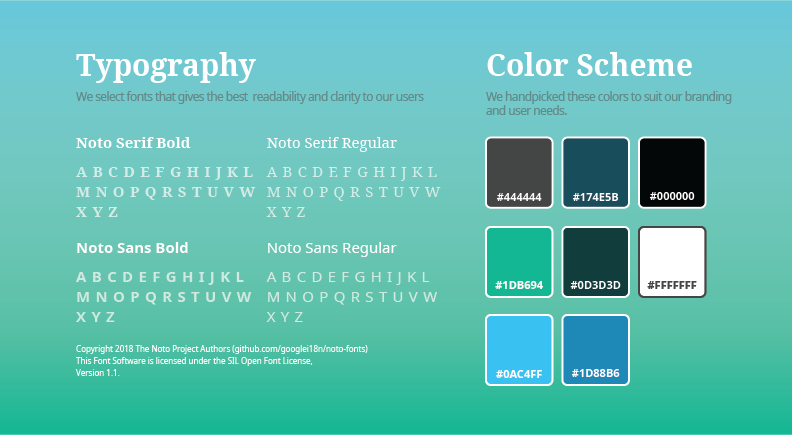 Typography
We select fonts that gives the best readability and clarity to our users
Noto Serif Bold
A B C D E F G H I J K L
M N O P Q R S T U V W
X Y Z
Noto Serif Regular
A B C D E F G H I J K L
M N O P Q R S T U V W
X Y Z
Noto Sans Bold
A B C D E F G H I J K L
M N O P Q R S T U V W
X Y Z
Noto Sans Regular
A B C D E F G H I J K L
M N O P Q R S T U V W
X Y Z
Copyright 2018 The Noto Project Authors (github.com/googlei18n/noto-fonts)
This Font Software is licensed under the SIL Open Font License,
Version 1.1.
Color Scheme
We handpicked these colors to suit our branding
and user needs.
#444444
#174E5B
#000000
#1DB694
#0D3D3D
#FFFFFFF
#0AC4FF
#1D88B6